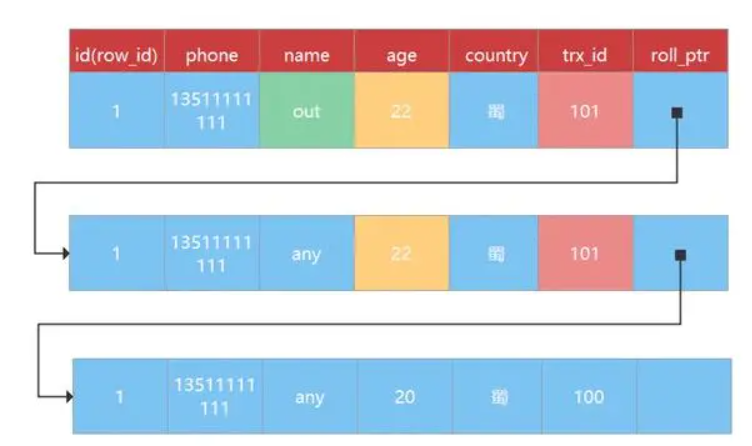 id(row_id) phone name age country trx_id roll_ptr
1 13511111 out 22 蜀 101
111
1 13511111 any 22 蜀 101
111
1 13511111 any 20 蜀 100
111